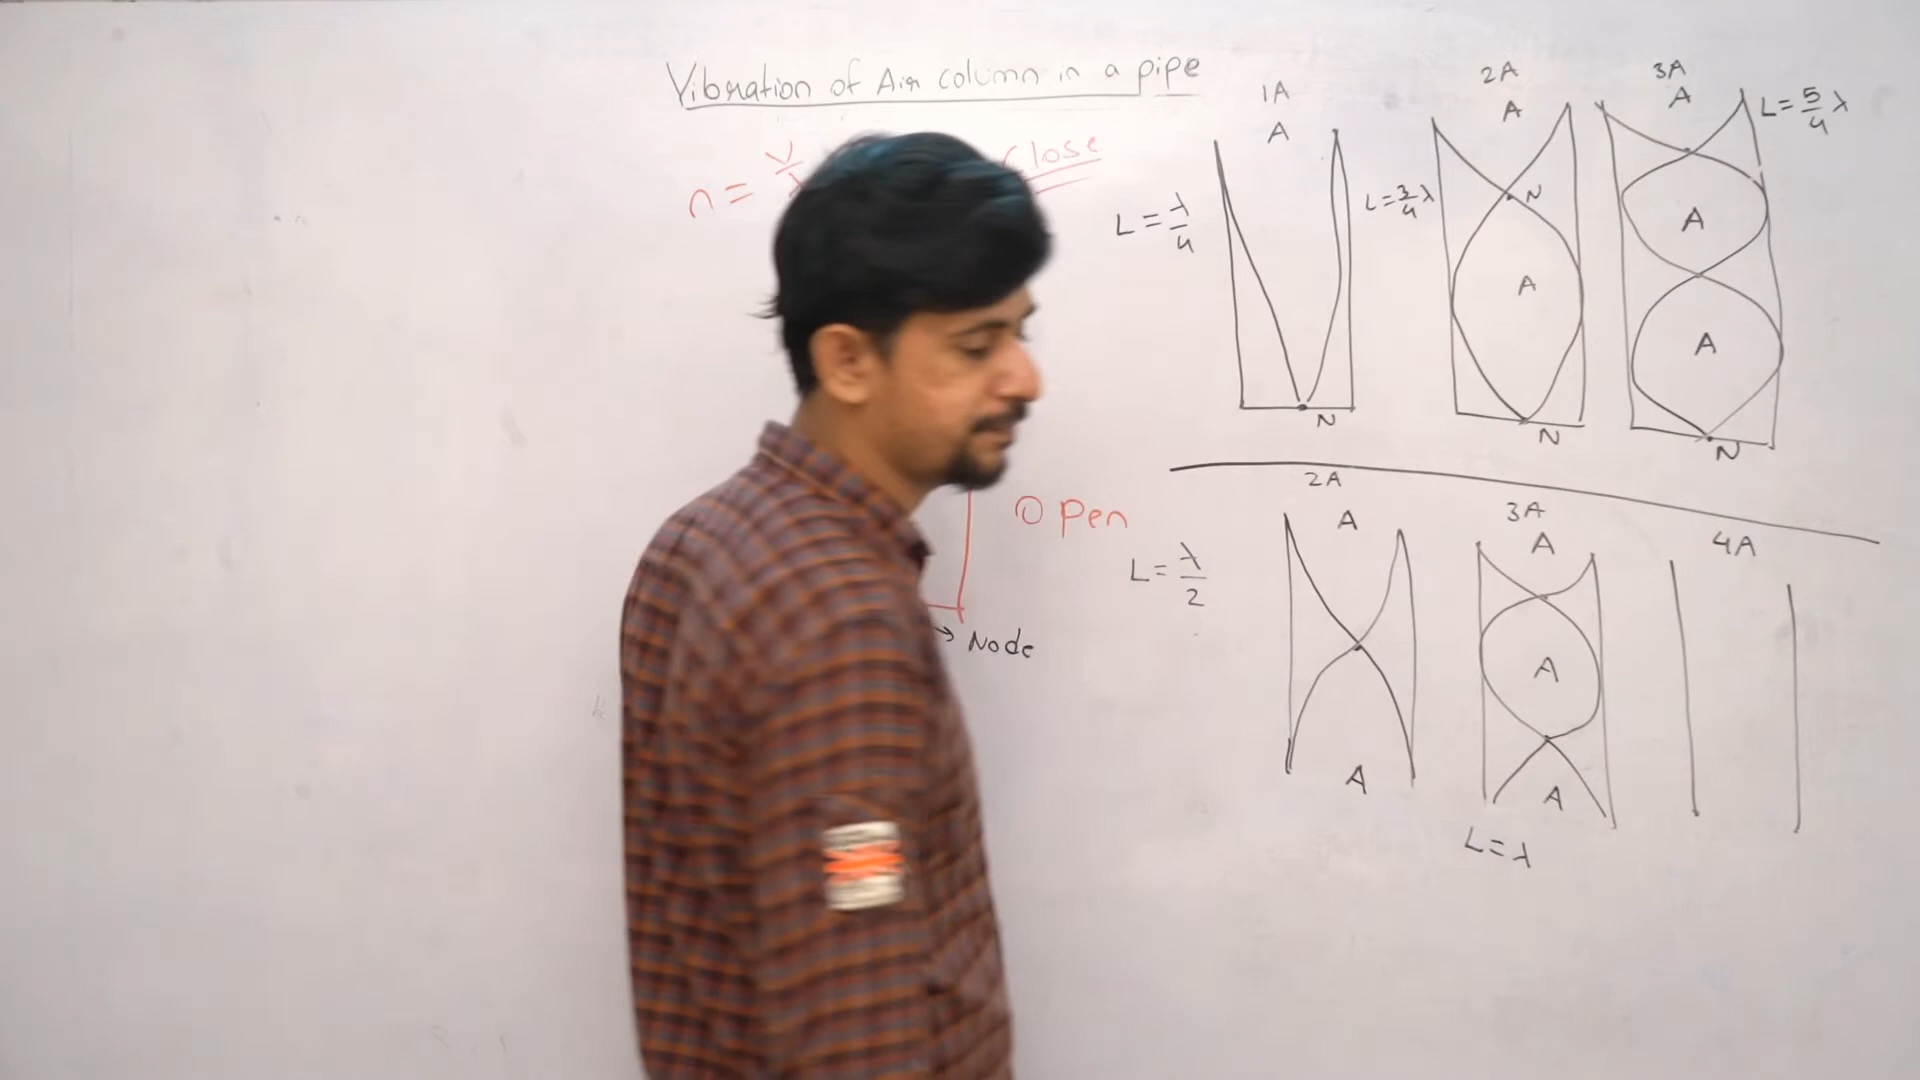 Vibration of Air column in a pipe
n = V
Close
1A
A
L = λ/4
N
2A
A
L = 3/4 λ
N
A
N
3A
A
L = 5/4 λ
A
A
N
Open
→ Node
2A
A
L = λ/2
A
3A
A
A
A
L = λ
4A